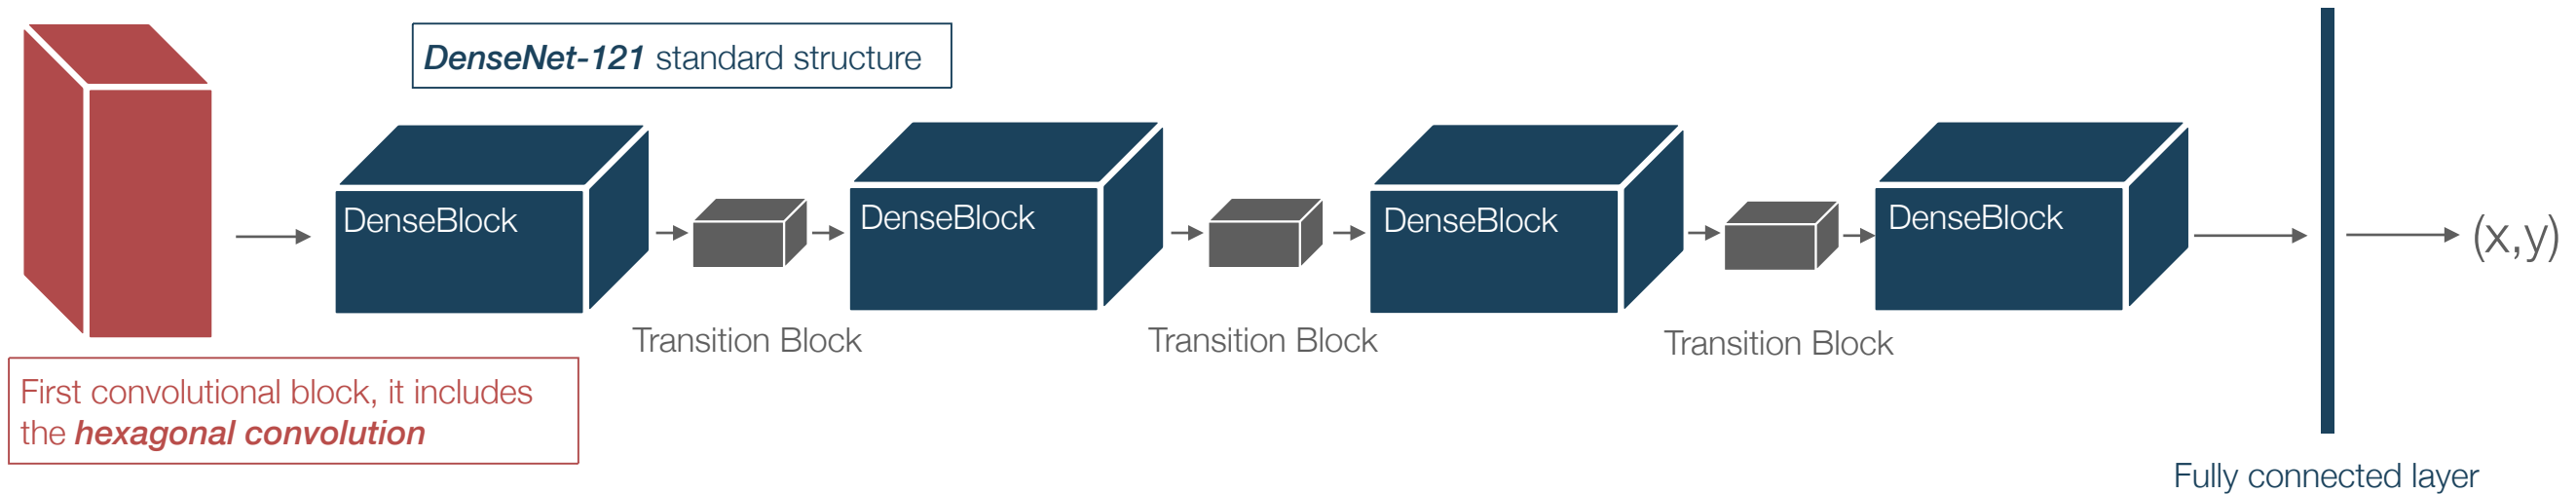 DenseNet-121 standard structure
DenseBlock
DenseBlock
DenseBlock
DenseBlock
(x,y)
Transition Block
Transition Block
Transition Block
First convolutional block, it includes
the hexagonal convolution
Fully connected layer